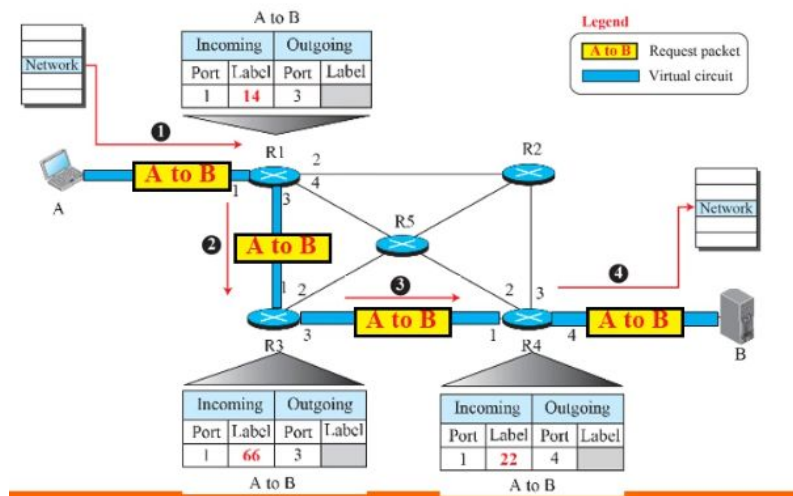 A to B
Incoming Outgoing
Port Label Port Label
1 14 3
Legend
A to B Request packet
Virtual circuit
Network
1
R1
2
R2
A to B
1
4
3
A
Network
R5
2
A to B
4
1
2
3
2
3
R3
3
A to B
1
R4
4
A to B
B
Incoming Outgoing
Port Label Port Label
1 66 3
A to B
Incoming Outgoing
Port Label Port Label
1 22 4
A to B